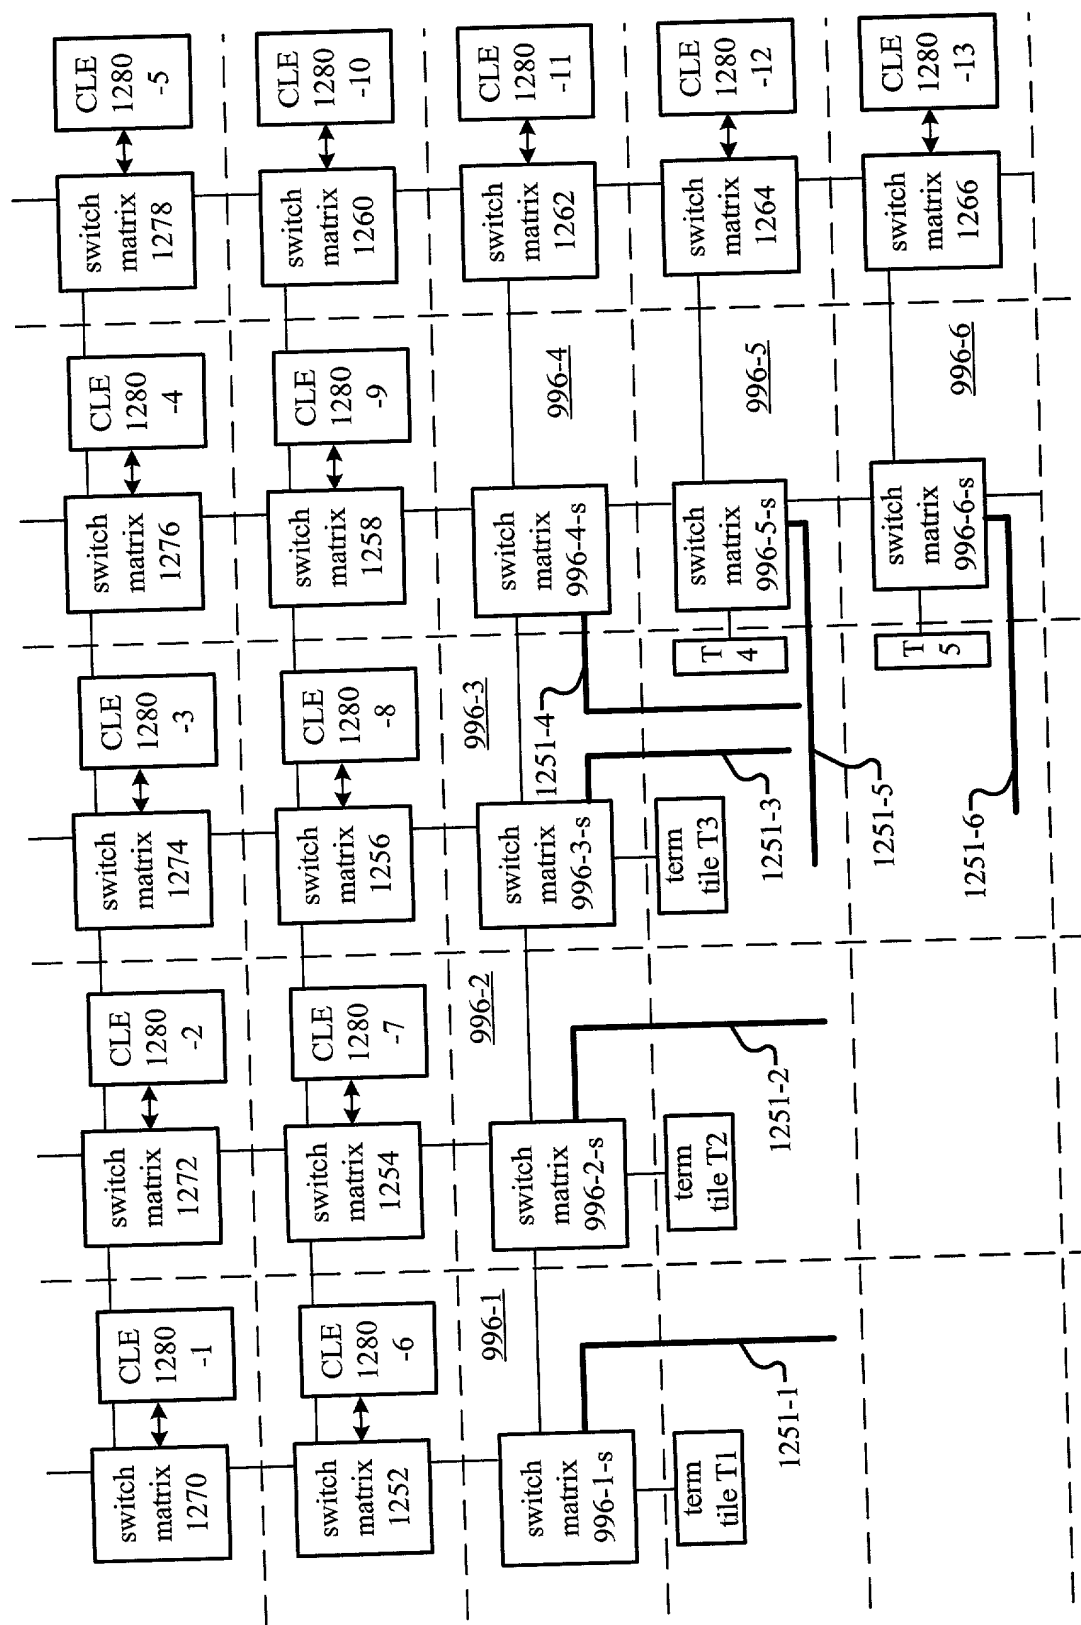 switch
matrix
1270
CLE
1280
-1
switch
matrix
1272
CLE
1280
-2
switch
matrix
1274
CLE
1280
-3
switch
matrix
1276
CLE
1280
-4
switch
matrix
1278
CLE
1280
-5
switch
matrix
1252
CLE
1280
-6
switch
matrix
1254
CLE
1280
-7
switch
matrix
1256
CLE
1280
-8
switch
matrix
1258
CLE
1280
-9
switch
matrix
1260
CLE
1280
-10
996-1
switch
matrix
996-1-s
996-2
switch
matrix
996-2-s
996-3
switch
matrix
996-3-s
1251-4
switch
matrix
996-4-s
996-4
switch
matrix
1262
CLE
1280
-11
term
tile T1
1251-1
term
tile T2
1251-2
term
tile T3
1251-3
T
4
switch
matrix
996-5-s
996-5
switch
matrix
1264
CLE
1280
-12
1251-5
T
5
switch
matrix
996-6-s
996-6
switch
matrix
1266
CLE
1280
-13
1251-6